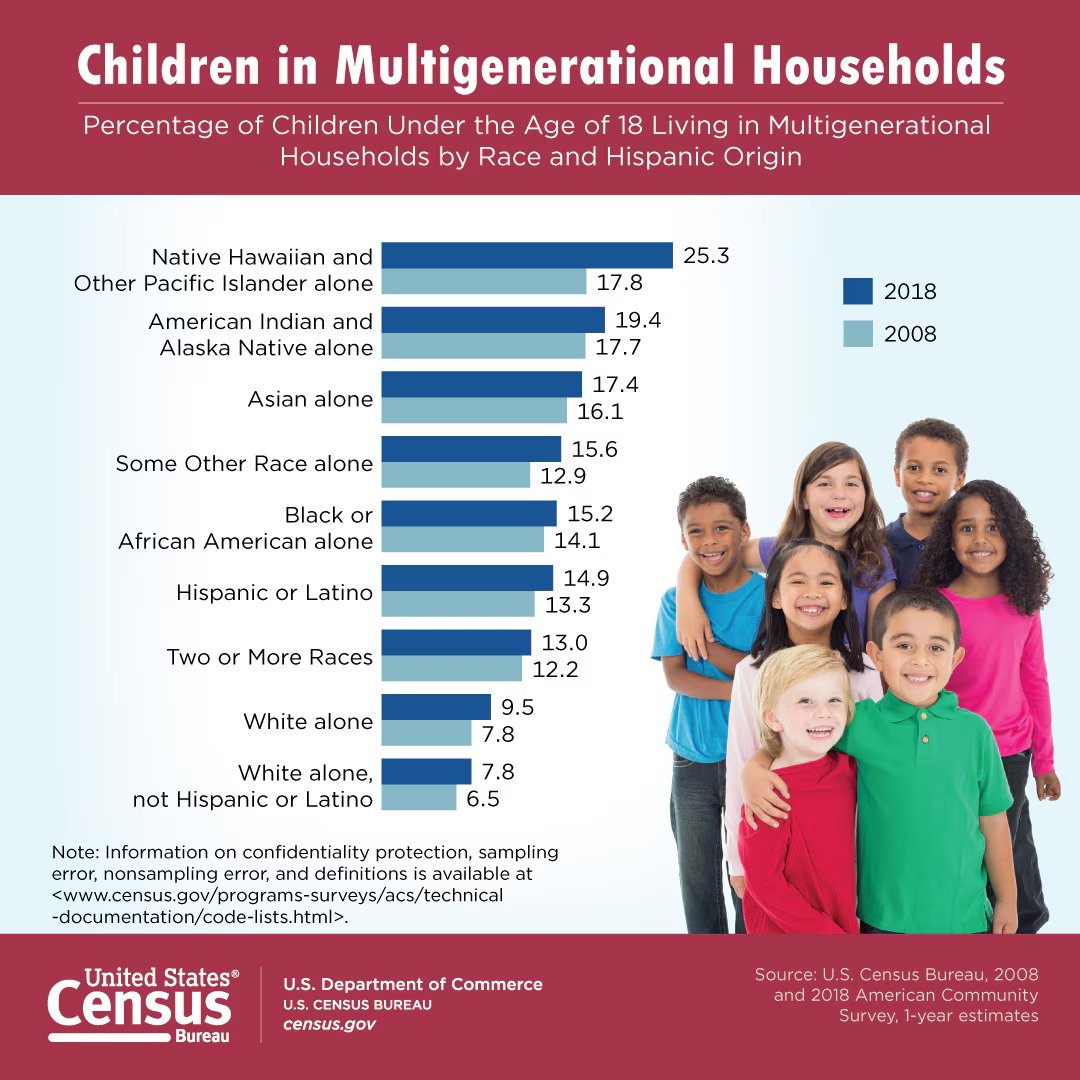 Children in Multigenerational Households
Percentage of Children Under the Age of 18 Living in Multigenerational
Households by Race and Hispanic Origin
Native Hawaiian and
Other Pacific Islander alone
25.3
17.8
American Indian and
Alaska Native alone
19.4
17.7
Asian alone
17.4
16.1
Some Other Race alone
15.6
12.9
Black or
African American alone
15.2
14.1
Hispanic or Latino
14.9
13.3
Two or More Races
13.0
12.2
White alone
9.5
7.8
White alone,
not Hispanic or Latino
7.8
6.5
2018
2008
Note: Information on confidentiality protection, sampling
error, nonsampling error, and definitions is available at
<www.census.gov/programs-surveys/acs/technical
-documentation/code-lists.html>.
United States®
Census
Bureau
U.S. Department of Commerce
U.S. CENSUS BUREAU
census.gov
Source: U.S. Census Bureau, 2008
and 2018 American Community
Survey, 1-year estimates